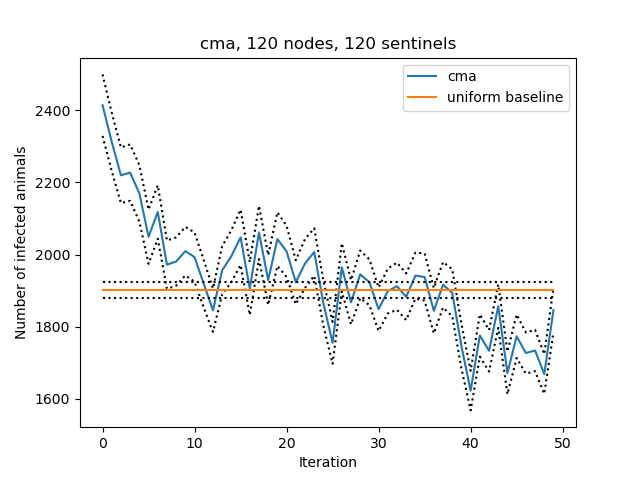 cma, 120 nodes, 120 sentinels
cma
uniform baseline
Number of infected animals
2400
2200
2000
1800
1600
0 10 20 30 40 50
Iteration